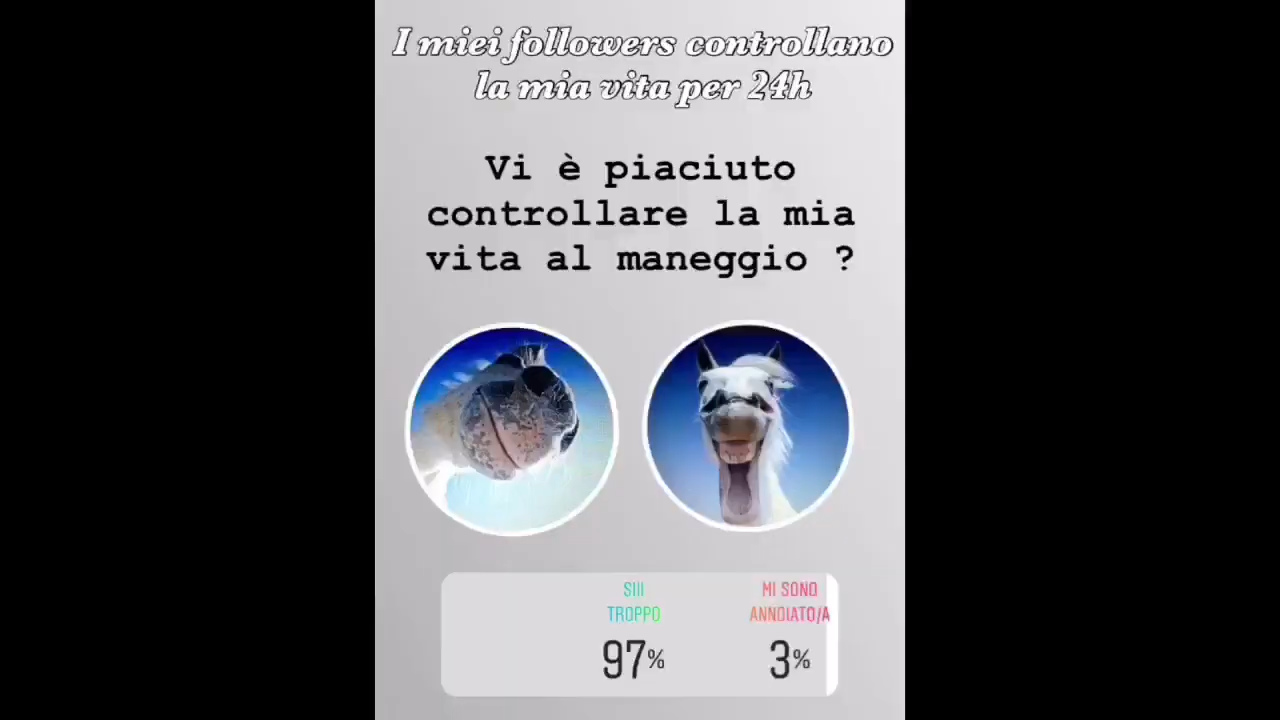 I miei followers controllano
la mia vita per 24h
Vi è piaciuto
controllare la mia
vita al maneggio ?
SIII
TROPPO
97%
MI SONO
ANNOIATO/A
3%